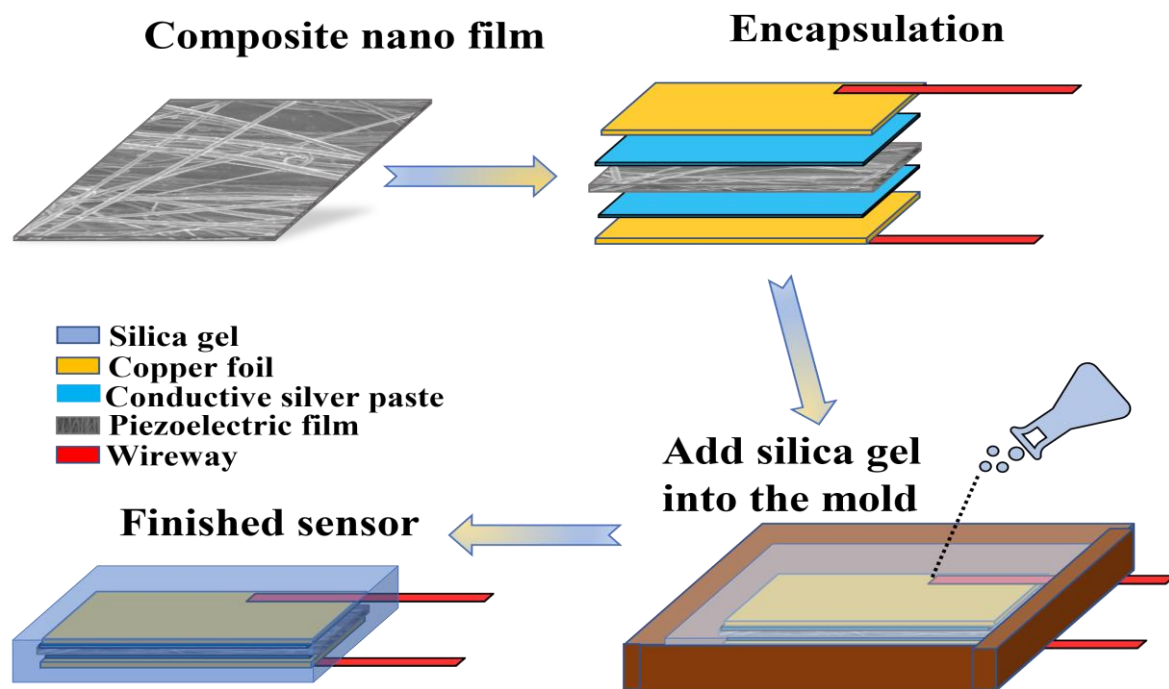 Composite nano film
Encapsulation
Silica gel
Copper foil
Conductive silver paste
Piezoelectric film
Wireway
Add silica gel
into the mold
Finished sensor